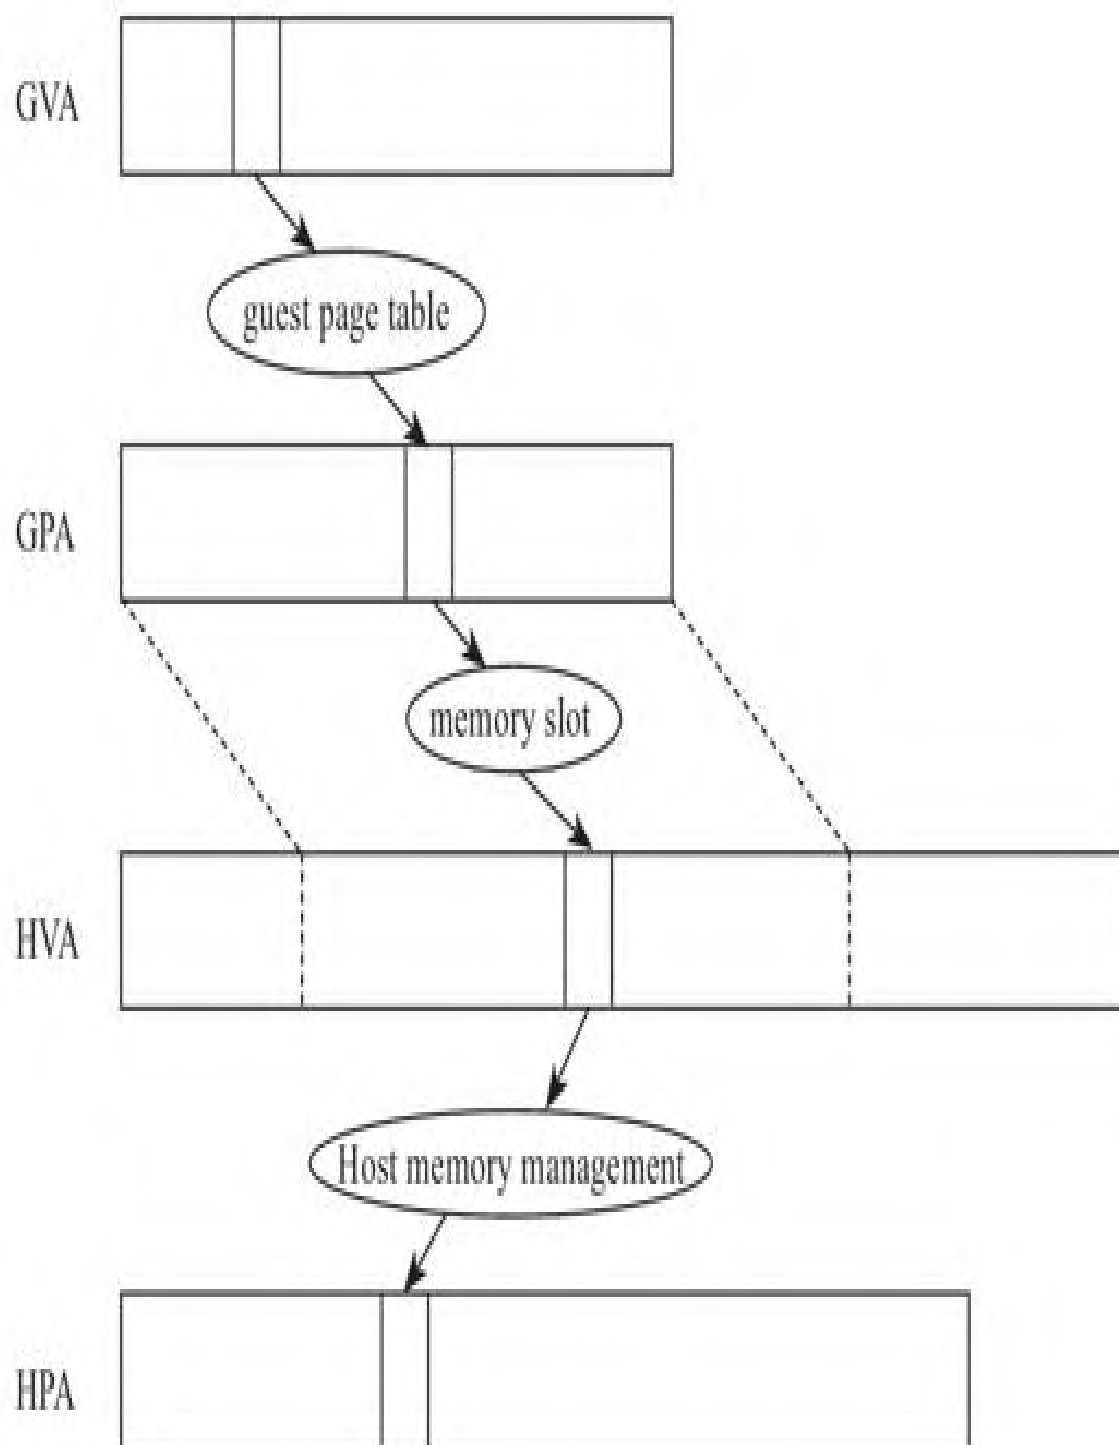 GVA
guest page table
GPA
memory slot
HVA
Host memory management
HPA